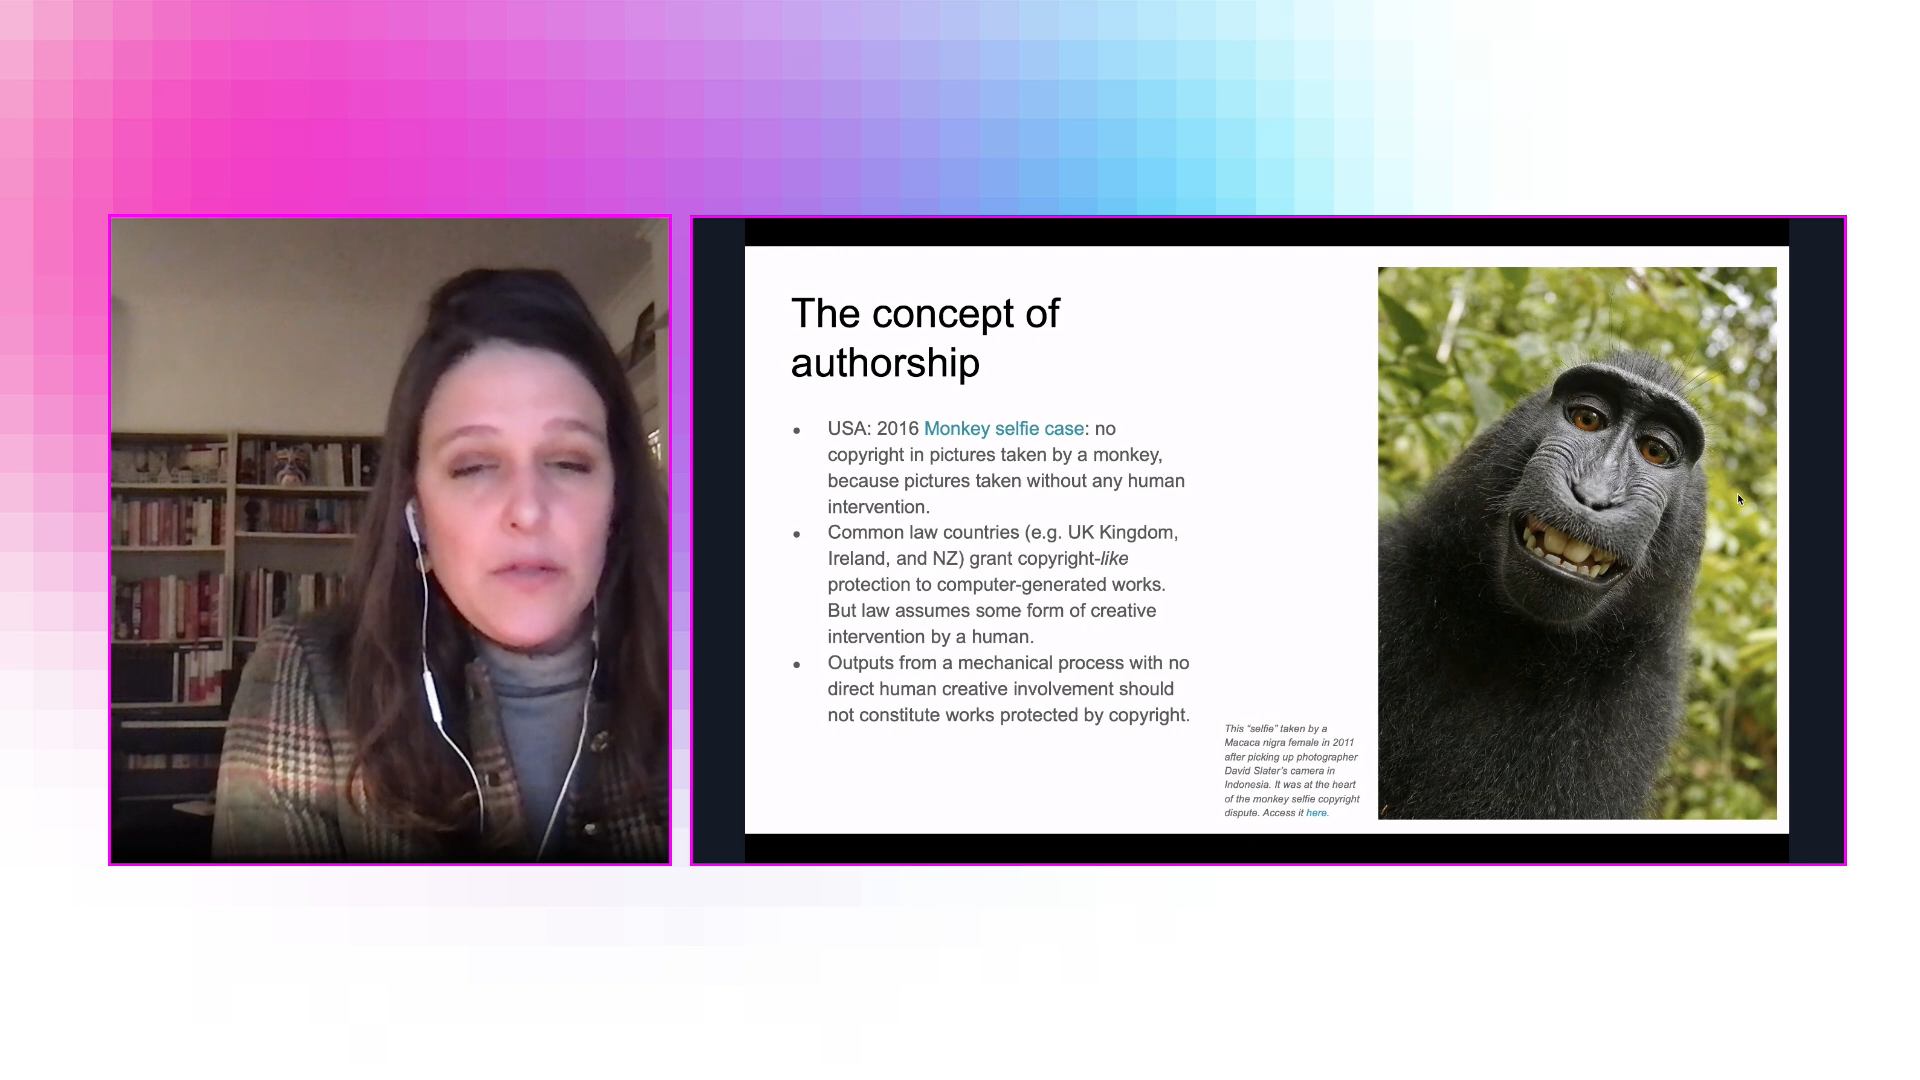 The concept of
authorship
USA: 2016 Monkey selfie case: no
copyright in pictures taken by a monkey,
because pictures taken without any human
intervention.
Common law countries (e.g. UK Kingdom,
Ireland, and NZ) grant copyright-like
protection to computer-generated works.
But law assumes some form of creative
intervention by a human.
Outputs from a mechanical process with no
direct human creative involvement should
not constitute works protected by copyright.
This “selfie” taken by a
Macaca nigra female in 2011
after picking up photographer
David Slater's camera in
Indonesia. It was at the heart
of the monkey selfie copyright
dispute. Access it here.